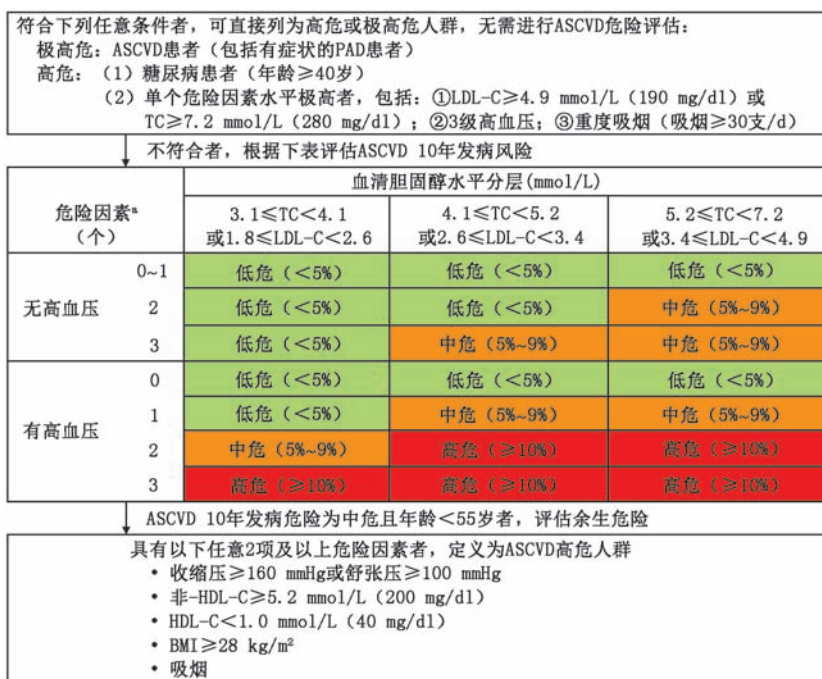 符合下列任意条件者，可直接列为高危或极高危人群，无需进行ASCVD危险评估：
极高危：ASCVD患者（包括有症状的PAD患者）
高危：（1）糖尿病患者（年龄≥40岁）
（2）单个危险因素水平极高者，包括：①LDL-C≥4.9 mmol/L（190 mg/dl）或
TC≥7.2 mmol/L（280 mg/dl）；②3级高血压；③重度吸烟（吸烟≥30支/d）
不符合者，根据下表评估ASCVD 10年发病风险
危险因素a
（个）
血清胆固醇水平分层(mmol/L)
3.1≤TC<4.1 4.1≤TC<5.2 5.2≤TC<7.2
或1.8≤LDL-C<2.6 或2.6≤LDL-C<3.4 或3.4≤LDL-C<4.9
无高血压
0~1 低危（<5%） 低危（<5%） 低危（<5%）
2 低危（<5%） 低危（<5%） 中危（5%~9%）
3 低危（<5%） 中危（5%~9%） 中危（5%~9%）
有高血压
0 低危（<5%） 低危（<5%） 低危（<5%）
1 低危（<5%） 中危（5%~9%） 中危（5%~9%）
2 中危（5%~9%） 高危（≥10%） 高危（≥10%）
3 高危（≥10%） 高危（≥10%） 高危（≥10%）
ASCVD 10年发病危险为中危且年龄<55岁者，评估余生危险
具有以下任意2项及以上危险因素者，定义为ASCVD高危人群
• 收缩压≥160 mmHg或舒张压≥100 mmHg
• 非-HDL-C≥5.2 mmol/L（200 mg/dl）
• HDL-C<1.0 mmol/L（40 mg/dl）
• BMI≥28 kg/m²
• 吸烟